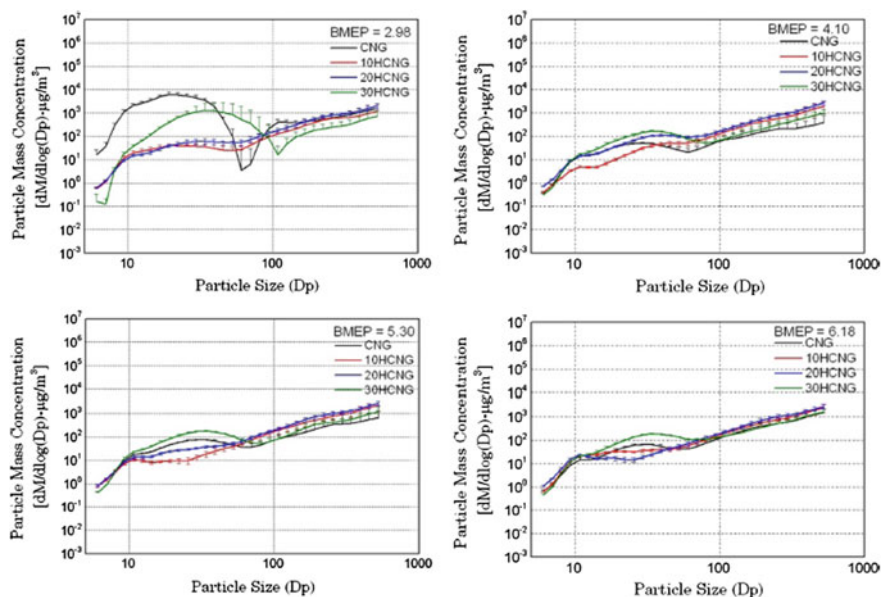 BMEP = 2.98
CNG
10HCNG
20HCNG
30HCNG
10⁷
10⁶
10⁵
10⁴
10³
10²
10¹
10⁰
10⁻¹
10⁻²
10⁻³
Particle Mass Concentration
[dM/dlog(Dp)·µg/m³]
10 100 1000
Particle Size (Dp)
BMEP = 4.10
CNG
10HCNG
20HCNG
30HCNG
10⁷
10⁶
10⁵
10⁴
10³
10²
10¹
10⁰
10⁻¹
10⁻²
10⁻³
Particle Mass Concentration
[dM/dlog(Dp)·µg/m³]
10 100 1000
Particle Size (Dp)
BMEP = 5.30
CNG
10HCNG
20HCNG
30HCNG
10⁷
10⁶
10⁵
10⁴
10³
10²
10¹
10⁰
10⁻¹
10⁻²
10⁻³
Particle Mass Concentration
[dM/dlog(Dp)·µg/m³]
10 100 1000
Particle Size (Dp)
BMEP = 6.18
CNG
10HCNG
20HCNG
30HCNG
10⁷
10⁶
10⁵
10⁴
10³
10²
10¹
10⁰
10⁻¹
10⁻²
10⁻³
Particle Mass Concentration
[dM/dlog(Dp)·µg/m³]
10 100 1000
Particle Size (Dp)